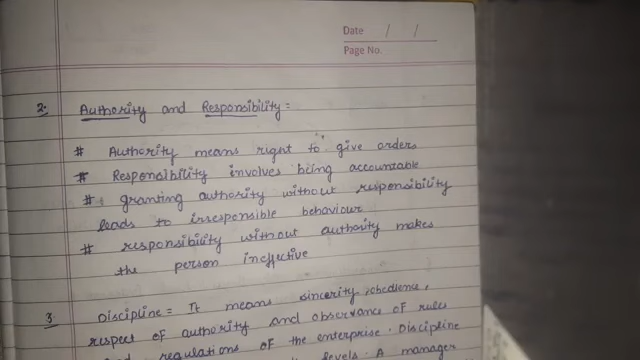 Date / /
Page No.
2. Authority and Responsibility =
# Authority means right to give orders
# Responsibility involves being accountable
# granting authority without responsibility
leads to irresponsible behaviour
# responsibility without authority makes
the person ineffective
3. Discipline = It means sincerity, obedience,
respect of authority and observance of rules
and regulations of the enterprise. Discipline
levels. A manager